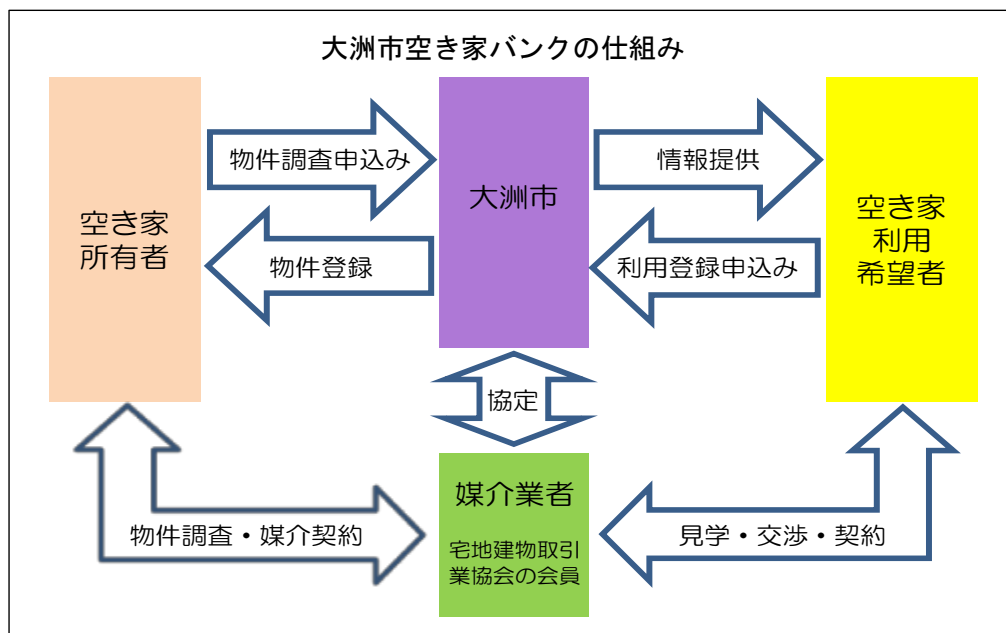 大洲市空き家バンクの仕組み
空き家
所有者
物件調査申込み
物件登録
大洲市
情報提供
利用登録申込み
空き家
利用
希望者
協定
媒介業者
宅地建物取引
業協会の会員
物件調査・媒介契約
見学・交渉・契約